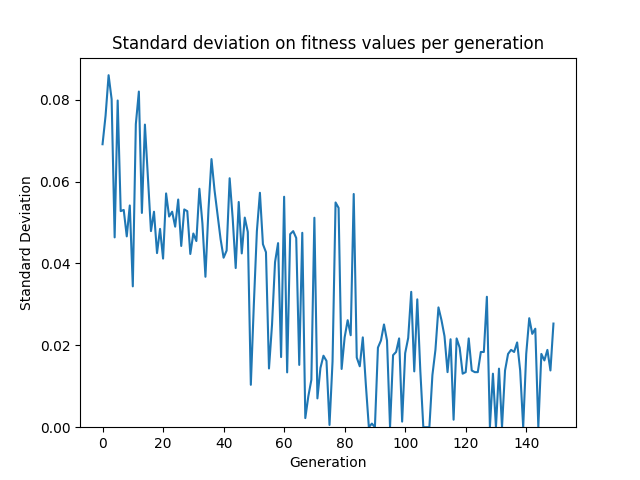 Standard deviation on fitness values per generation
0.08
0.06
0.04
0.02
0.00
Standard Deviation
0 20 40 60 80 100 120 140
Generation